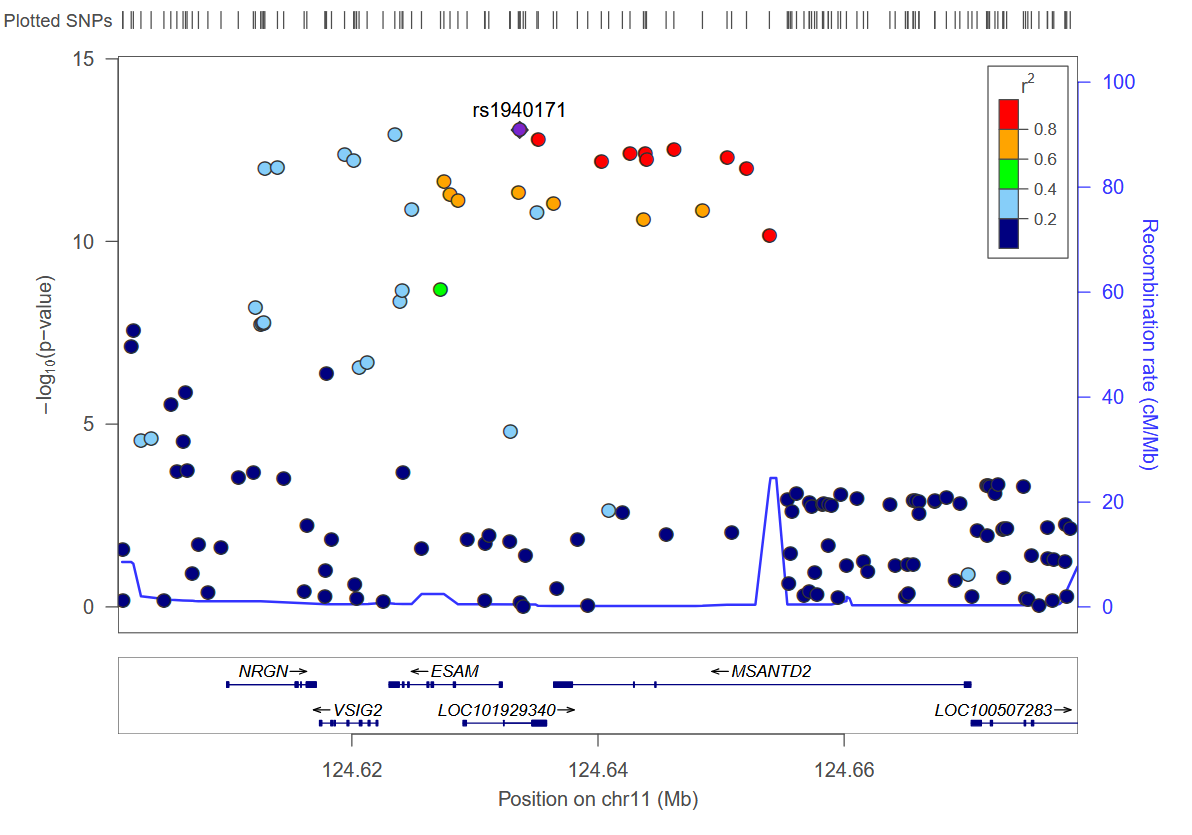 Plotted SNPs
15
10
5
0
−log10(p−value)
rs1940171
r2
0.8
0.6
0.4
0.2
100
80
60
40
20
0
Recombination rate (cM/Mb)
NRGN→
←ESAM
←MSANTD2
←VSIG2
LOC101929340→
LOC100507283→
124.62
124.64
124.66
Position on chr11 (Mb)